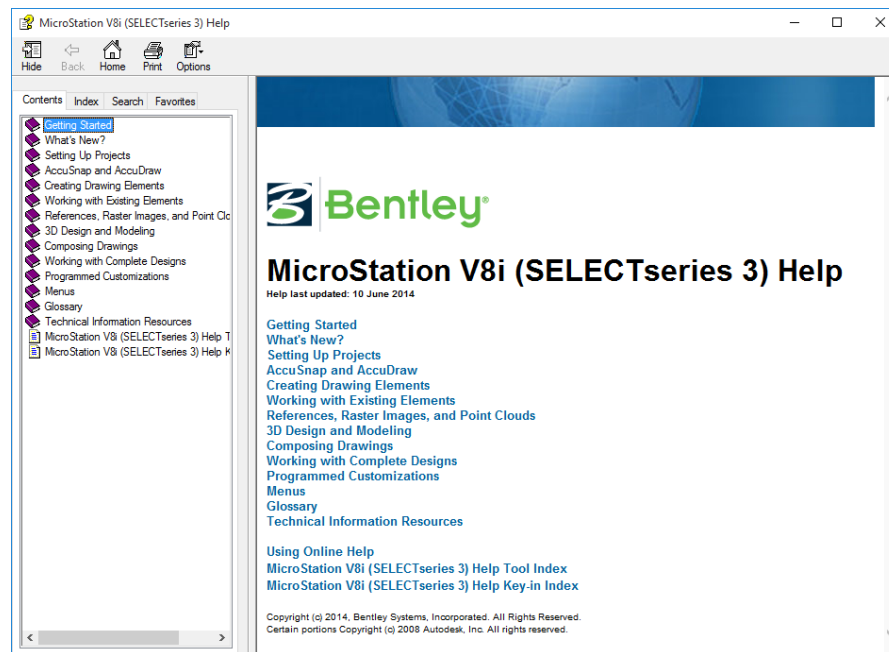 MicroStation V8i (SELECTseries 3) Help
Hide Back Home Print Options
Contents Index Search Favorites
Getting Started
What's New?
Setting Up Projects
AccuSnap and AccuDraw
Creating Drawing Elements
Working with Existing Elements
References, Raster Images, and Point Clc
3D Design and Modeling
Composing Drawings
Working with Complete Designs
Programmed Customizations
Menus
Glossary
Technical Information Resources
MicroStation V8i (SELECTseries 3) Help T
MicroStation V8i (SELECTseries 3) Help K
Bentley®
MicroStation V8i (SELECTseries 3) Help
Help last updated: 10 June 2014
Getting Started
What's New?
Setting Up Projects
AccuSnap and AccuDraw
Creating Drawing Elements
Working with Existing Elements
References, Raster Images, and Point Clouds
3D Design and Modeling
Composing Drawings
Working with Complete Designs
Programmed Customizations
Menus
Glossary
Technical Information Resources
Using Online Help
MicroStation V8i (SELECTseries 3) Help Tool Index
MicroStation V8i (SELECTseries 3) Help Key-in Index
Copyright (c) 2014, Bentley Systems, Incorporated. All Rights Reserved.
Certain portions Copyright (c) 2008 Autodesk, Inc. All rights reserved.